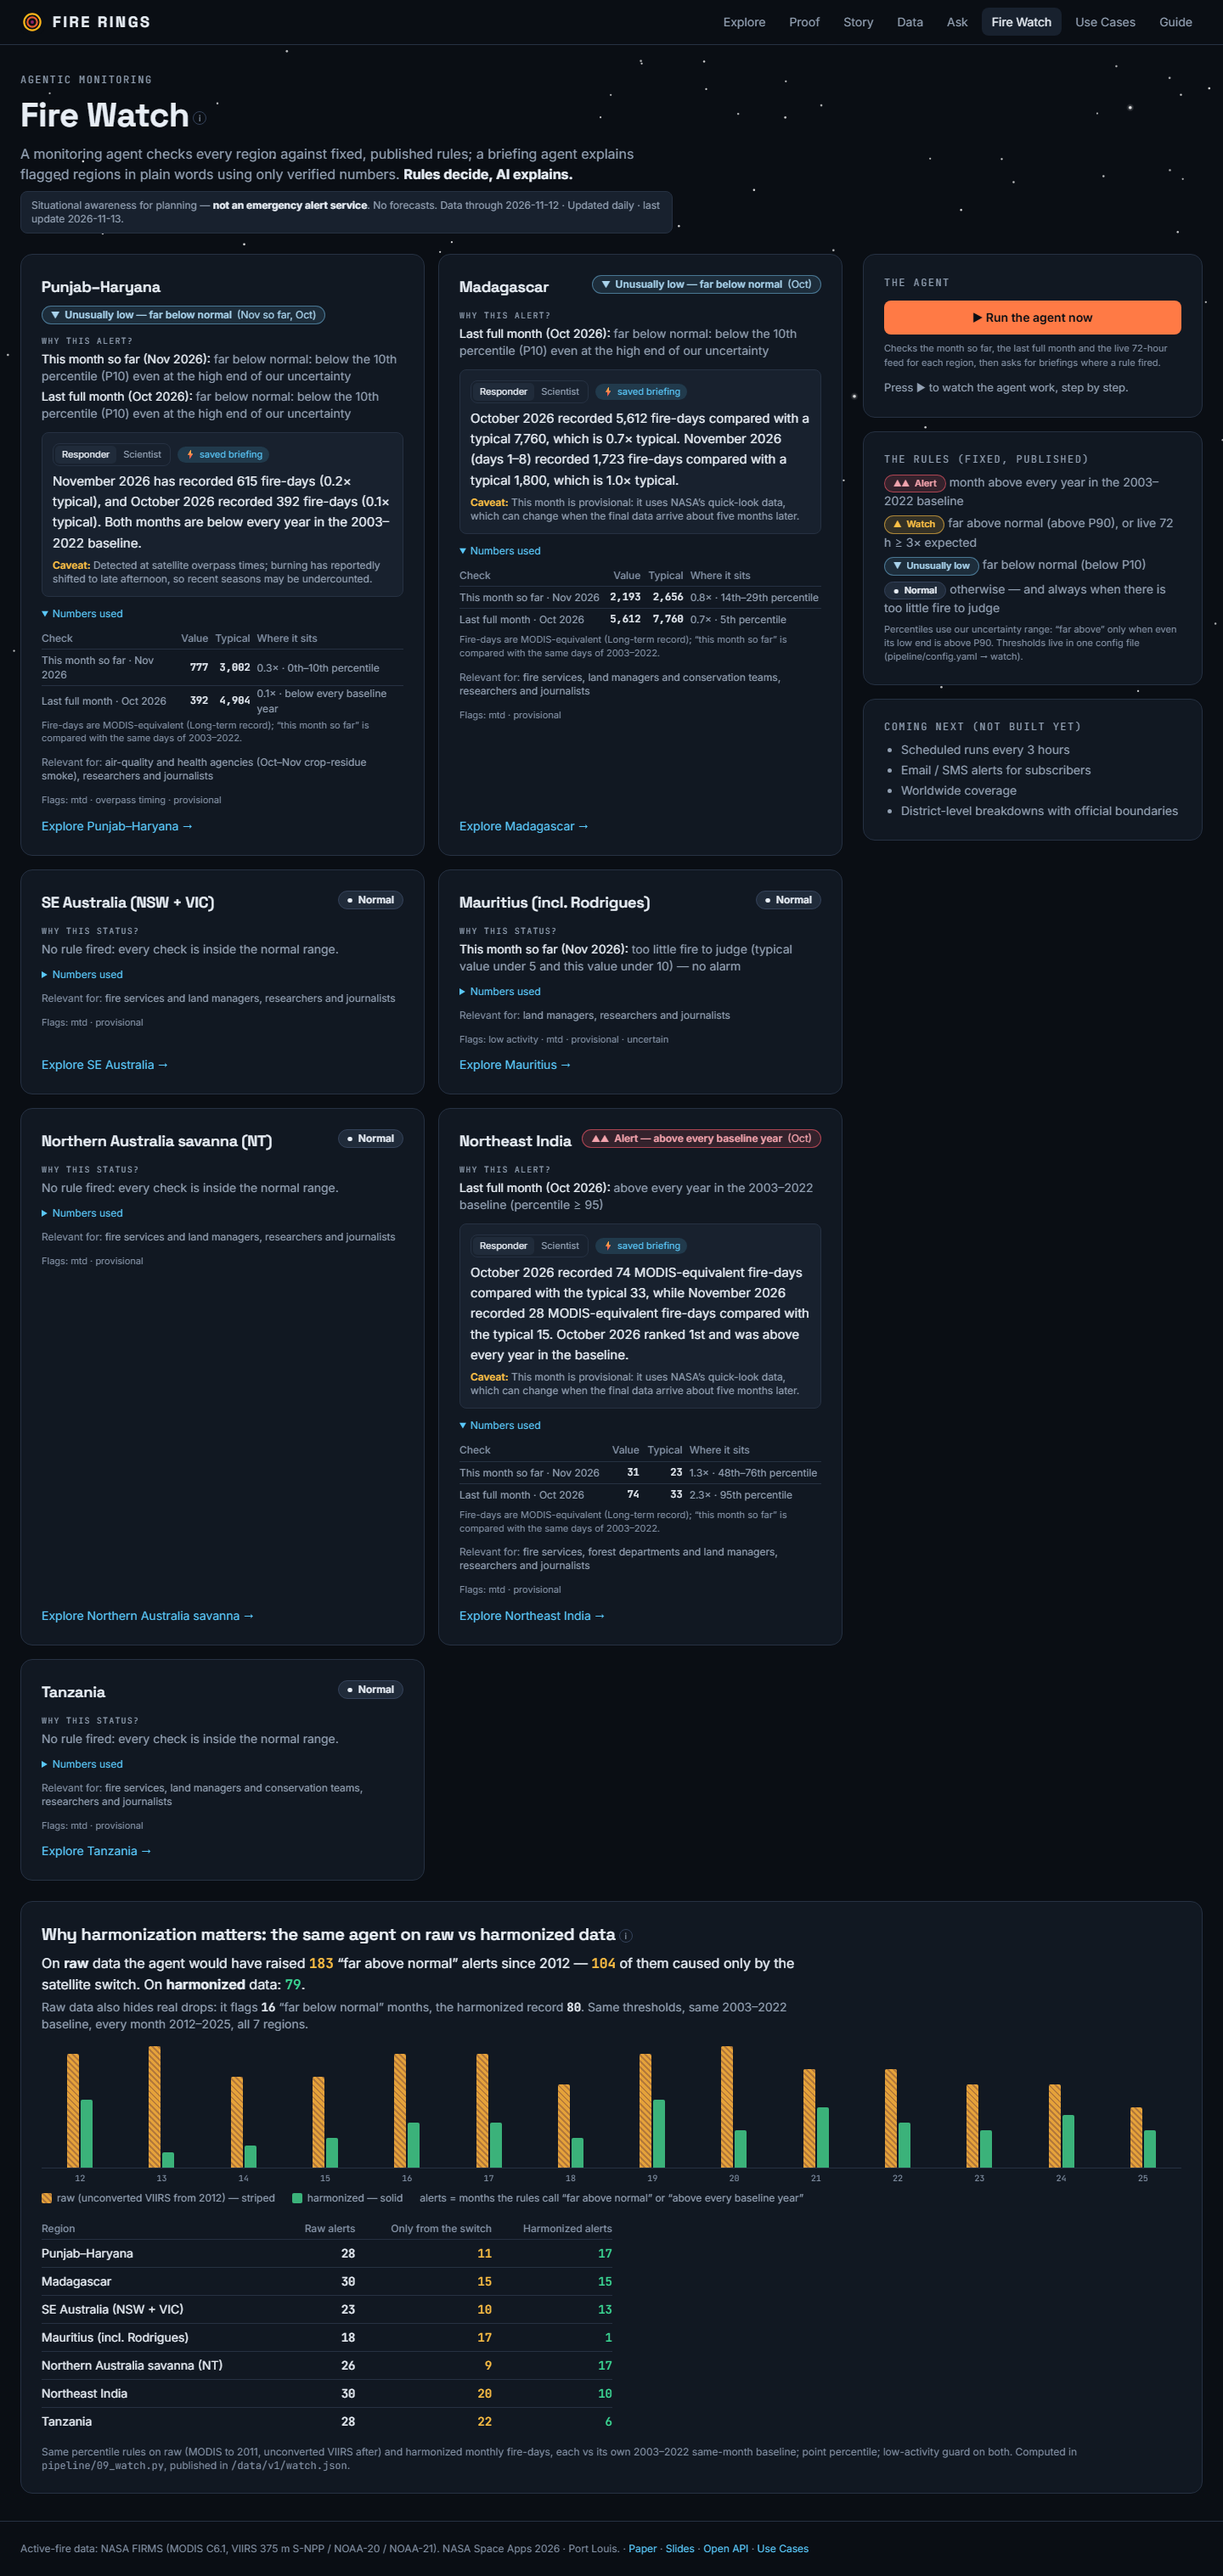 FIRE RINGS
Explore Proof Story Data Ask Fire Watch Use Cases Guide
AGENTIC MONITORING
Fire Watch ⓘ
A monitoring agent checks every region against fixed, published rules; a briefing agent explains
flagged regions in plain words using only verified numbers. Rules decide, AI explains.
Situational awareness for planning — not an emergency alert service. No forecasts. Data through 2026-11-12 · Updated daily · last
update 2026-11-13.
Punjab–Haryana
▼ Unusually low — far below normal (Nov so far, Oct)
WHY THIS ALERT?
This month so far (Nov 2026): far below normal: below the 10th
percentile (P10) even at the high end of our uncertainty
Last full month (Oct 2026): far below normal: below the 10th
percentile (P10) even at the high end of our uncertainty
Responder Scientist saved briefing
November 2026 has recorded 615 fire-days (0.2×
typical), and October 2026 recorded 392 fire-days (0.1×
typical). Both months are below every year in the 2003–
2022 baseline.
Caveat: Detected at satellite overpass times; burning has reportedly
shifted to late afternoon, so recent seasons may be undercounted.
▼ Numbers used
Check Value Typical Where it sits
This month so far · Nov
2026 777 3,002 0.3× · 0th–10th percentile
Last full month · Oct 2026 392 4,904 0.1× · below every baseline
year
Fire-days are MODIS-equivalent (Long-term record); “this month so far” is
compared with the same days of 2003–2022.
Relevant for: air-quality and health agencies (Oct–Nov crop-residue
smoke), researchers and journalists
Flags: mtd · overpass timing · provisional
Explore Punjab–Haryana →
Madagascar
▼ Unusually low — far below normal (Oct)
WHY THIS ALERT?
Last full month (Oct 2026): far below normal: below the 10th
percentile (P10) even at the high end of our uncertainty
Responder Scientist saved briefing
October 2026 recorded 5,612 fire-days compared with a
typical 7,760, which is 0.7× typical. November 2026
(days 1–8) recorded 1,723 fire-days compared with a
typical 1,800, which is 1.0× typical.
Caveat: This month is provisional: it uses NASA’s quick-look data,
which can change when the final data arrive about five months later.
▼ Numbers used
Check Value Typical Where it sits
This month so far · Nov 2026 2,193 2,656 0.8× · 14th–29th percentile
Last full month · Oct 2026 5,612 7,760 0.7× · 5th percentile
Fire-days are MODIS-equivalent (Long-term record); “this month so far” is
compared with the same days of 2003–2022.
Relevant for: fire services, land managers and conservation teams,
researchers and journalists
Flags: mtd · provisional
Explore Madagascar →
THE AGENT
▶ Run the agent now
Checks the month so far, the last full month and the live 72-hour
feed for each region, then asks for briefings where a rule fired.
Press ▶ to watch the agent work, step by step.
THE RULES (FIXED, PUBLISHED)
▲▲ Alert month above every year in the 2003–
2022 baseline
▲ Watch far above normal (above P90), or live 72
h ≥ 3× expected
▼ Unusually low far below normal (below P10)
● Normal otherwise — and always when there is
too little fire to judge
Percentiles use our uncertainty range: “far above” only when even
its low end is above P90. Thresholds live in one config file
(pipeline/config.yaml → watch).
COMING NEXT (NOT BUILT YET)
• Scheduled runs every 3 hours
• Email / SMS alerts for subscribers
• Worldwide coverage
• District-level breakdowns with official boundaries
SE Australia (NSW + VIC)
● Normal
WHY THIS STATUS?
No rule fired: every check is inside the normal range.
▶ Numbers used
Relevant for: fire services and land managers, researchers and journalists
Flags: mtd · provisional
Explore SE Australia →
Mauritius (incl. Rodrigues)
● Normal
WHY THIS STATUS?
This month so far (Nov 2026): too little fire to judge (typical
value under 5 and this value under 10) — no alarm
▶ Numbers used
Relevant for: land managers, researchers and journalists
Flags: low activity · mtd · provisional · uncertain
Explore Mauritius →
Northern Australia savanna (NT)
● Normal
WHY THIS STATUS?
No rule fired: every check is inside the normal range.
▶ Numbers used
Relevant for: fire services and land managers, researchers and journalists
Flags: mtd · provisional
Explore Northern Australia savanna →
Northeast India
▲▲ Alert — above every baseline year (Oct)
WHY THIS ALERT?
Last full month (Oct 2026): above every year in the 2003–2022
baseline (percentile ≥ 95)
Responder Scientist saved briefing
October 2026 recorded 74 MODIS-equivalent fire-days
compared with the typical 33, while November 2026
recorded 28 MODIS-equivalent fire-days compared with
the typical 15. October 2026 ranked 1st and was above
every year in the baseline.
Caveat: This month is provisional: it uses NASA’s quick-look data,
which can change when the final data arrive about five months later.
▼ Numbers used
Check Value Typical Where it sits
This month so far · Nov 2026 31 23 1.3× · 48th–76th percentile
Last full month · Oct 2026 74 33 2.3× · 95th percentile
Fire-days are MODIS-equivalent (Long-term record); “this month so far” is
compared with the same days of 2003–2022.
Relevant for: fire services, forest departments and land managers,
researchers and journalists
Flags: mtd · provisional
Explore Northeast India →
Tanzania
● Normal
WHY THIS STATUS?
No rule fired: every check is inside the normal range.
▶ Numbers used
Relevant for: fire services, land managers and conservation teams,
researchers and journalists
Flags: mtd · provisional
Explore Tanzania →
Why harmonization matters: the same agent on raw vs harmonized data ⓘ
On raw data the agent would have raised 183 “far above normal” alerts since 2012 — 104 of them caused only by the
satellite switch. On harmonized data: 79.
Raw data also hides real drops: it flags 16 “far below normal” months, the harmonized record 80. Same thresholds, same 2003–2022
baseline, every month 2012–2025, all 7 regions.
12 13 14 15 16 17 18 19 20 21 22 23 24 25
raw (unconverted VIIRS from 2012) — striped harmonized — solid alerts = months the rules call “far above normal” or “above every baseline year”
Region Raw alerts Only from the switch Harmonized alerts
Punjab–Haryana 28 11 17
Madagascar 30 15 15
SE Australia (NSW + VIC) 23 10 13
Mauritius (incl. Rodrigues) 18 17 1
Northern Australia savanna (NT) 26 9 17
Northeast India 30 20 10
Tanzania 28 22 6
Same percentile rules on raw (MODIS to 2011, unconverted VIIRS after) and harmonized monthly fire-days, each vs its own 2003–2022 same-month baseline; point percentile; low-activity guard on both. Computed in
pipeline/09_watch.py, published in /data/v1/watch.json.
Active-fire data: NASA FIRMS (MODIS C6.1, VIIRS 375 m S-NPP / NOAA-20 / NOAA-21). NASA Space Apps 2026 · Port Louis. · Paper · Slides · Open API · Use Cases